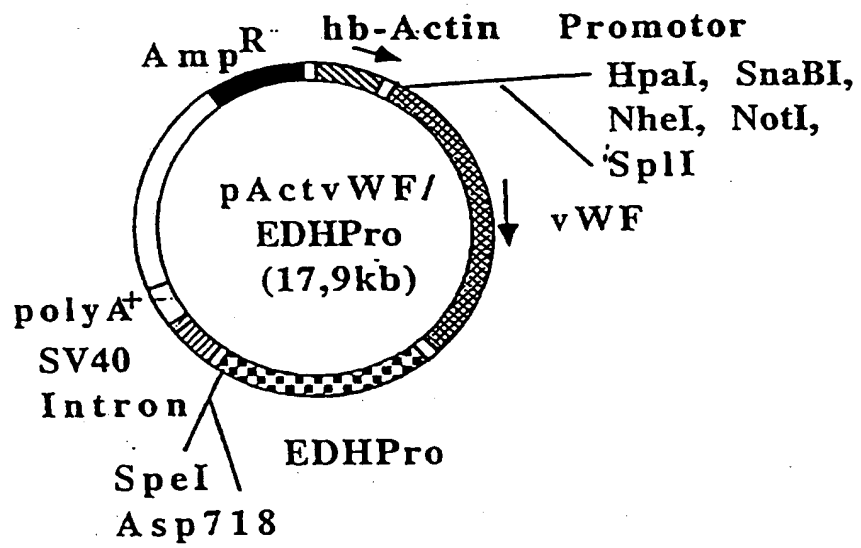 AmpR
hb-Actin Promotor
HpaI, SnaBI,
NheI, NotI,
SplI
pActvWF/
EDHPro
(17,9kb)
vWF
polyA+
SV40
Intron
EDHPro
SpeI
Asp718